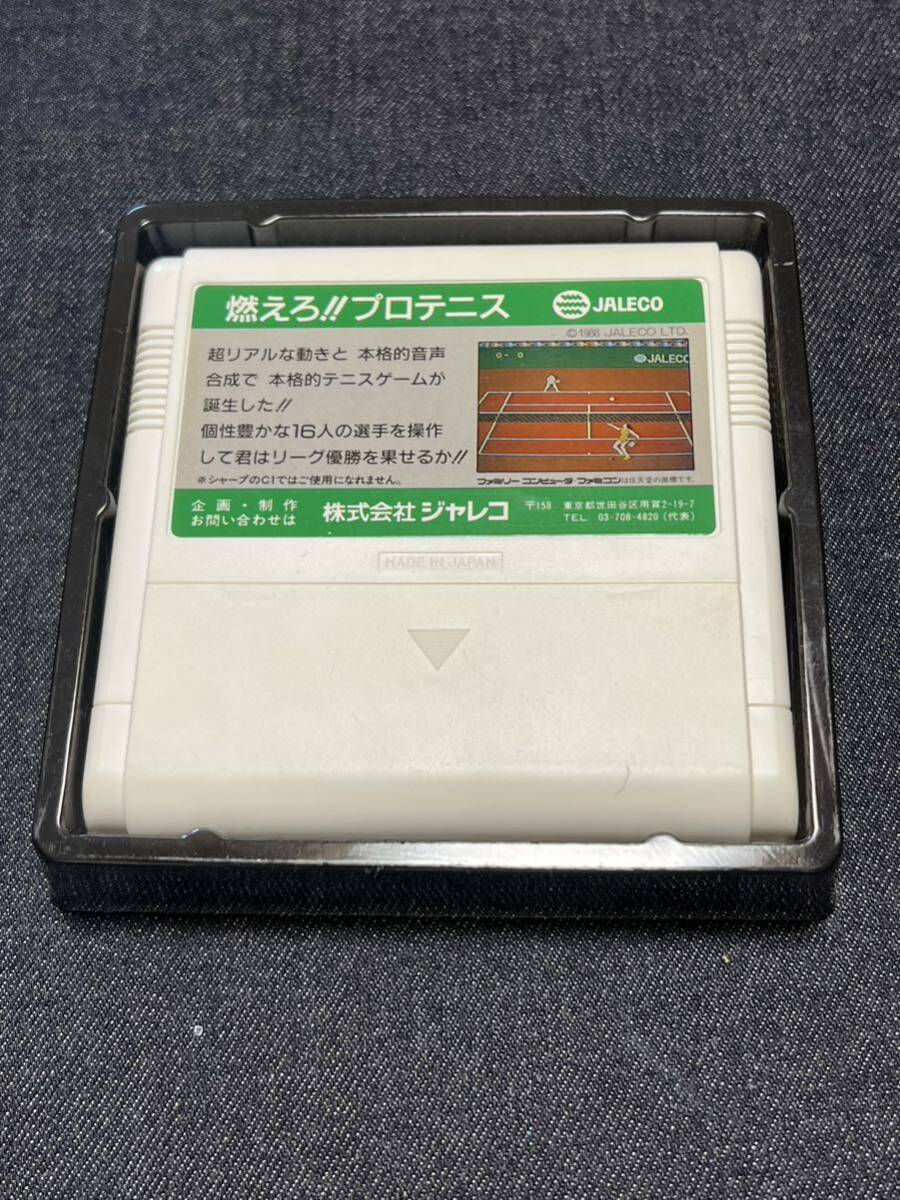 燃えろ!!プロテニス JALECO
©1988 JALECO LTD.
超リアルな動きと 本格的音声
合成で 本格的テニスゲームが
誕生した!!
個性豊かな16人の選手を操作
して君はリーグ優勝を果せるか!!
※シャープのC1ではご使用になれません。
0- 0
JALECO
ファミリーコンピュータ・ファミコンは任天堂の商標です。
企画・制作
お問い合わせは
株式会社ジャレコ
〒158 東京都世田谷区用賀2-19-7
TEL. 03-708-4820(代表)
MADE IN JAPAN